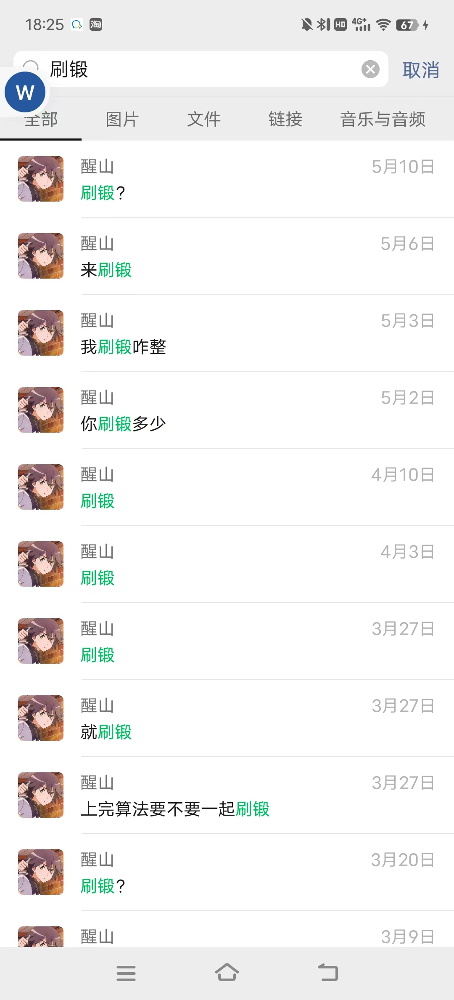 18:25 淘 HD 4G+ 67
刷锻 取消
W
全部 图片 文件 链接 音乐与音频
醒山 5月10日
刷锻?
醒山 5月6日
来刷锻
醒山 5月3日
我刷锻咋整
醒山 5月2日
你刷锻多少
醒山 4月10日
刷锻
醒山 4月3日
刷锻
醒山 3月27日
刷锻
醒山 3月27日
就刷锻
醒山 3月27日
上完算法要不要一起刷锻
醒山 3月20日
刷锻?
醒山 3月9日